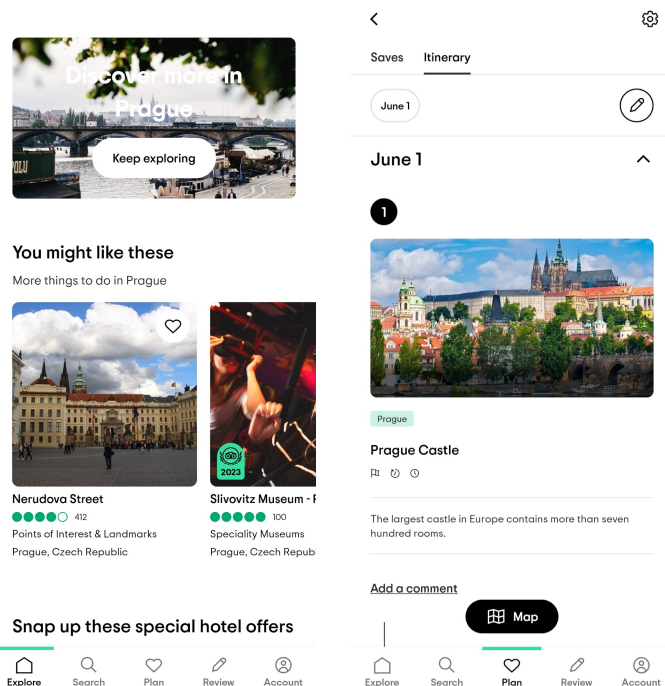 Discover more in
Prague
Keep exploring
You might like these
More things to do in Prague
2023
Nerudova Street
412
Points of Interest & Landmarks
Prague, Czech Republic
Slivovitz Museum - P
100
Speciality Museums
Prague, Czech Repub
Snap up these special hotel offers
Explore
Search
Plan
Review
Account
Saves
Itinerary
June 1
June 1
1
Prague
Prague Castle
The largest castle in Europe contains more than seven
hundred rooms.
Add a comment
Map
Explore
Search
Plan
Review
Account